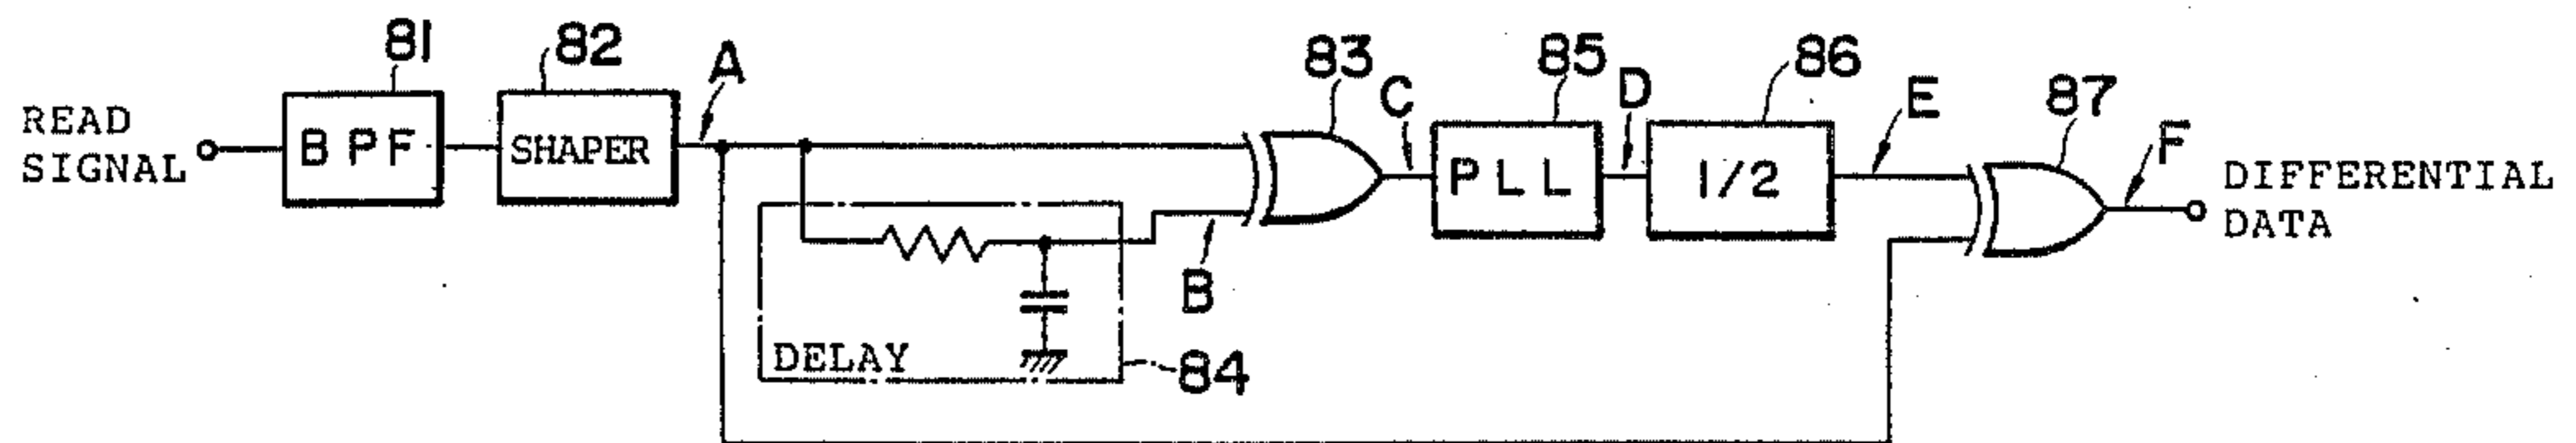 81
82
A
83
85
86
87
C
D
E
F
READ
SIGNAL
BPF
SHAPER
PLL
1/2
DIFFERENTIAL
DATA
B
DELAY
84